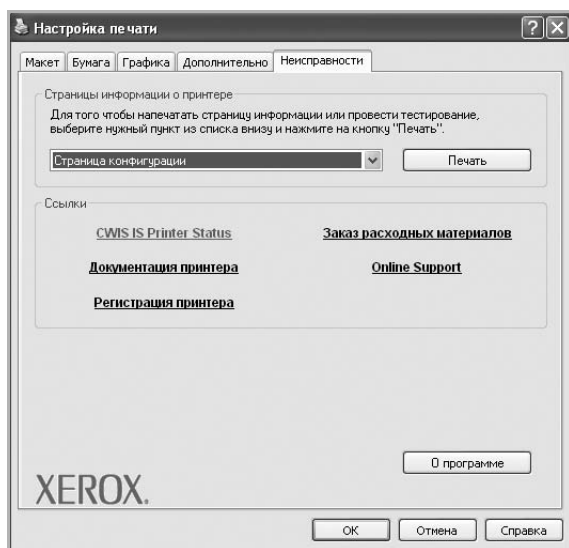 Настройка печати
Макет Бумага Графика Дополнительно Неисправности
Страницы информации о принтере
Для того чтобы напечатать страницу информации или провести тестирование,
выберите нужный пункт из списка внизу и нажмите на кнопку "Печать".
Страница конфигурации Печать
Ссылки
CWIS IS Printer Status Заказ расходных материалов
Документация принтера Online Support
Регистрация принтера
О программе
XEROX.
OK Отмена Справка